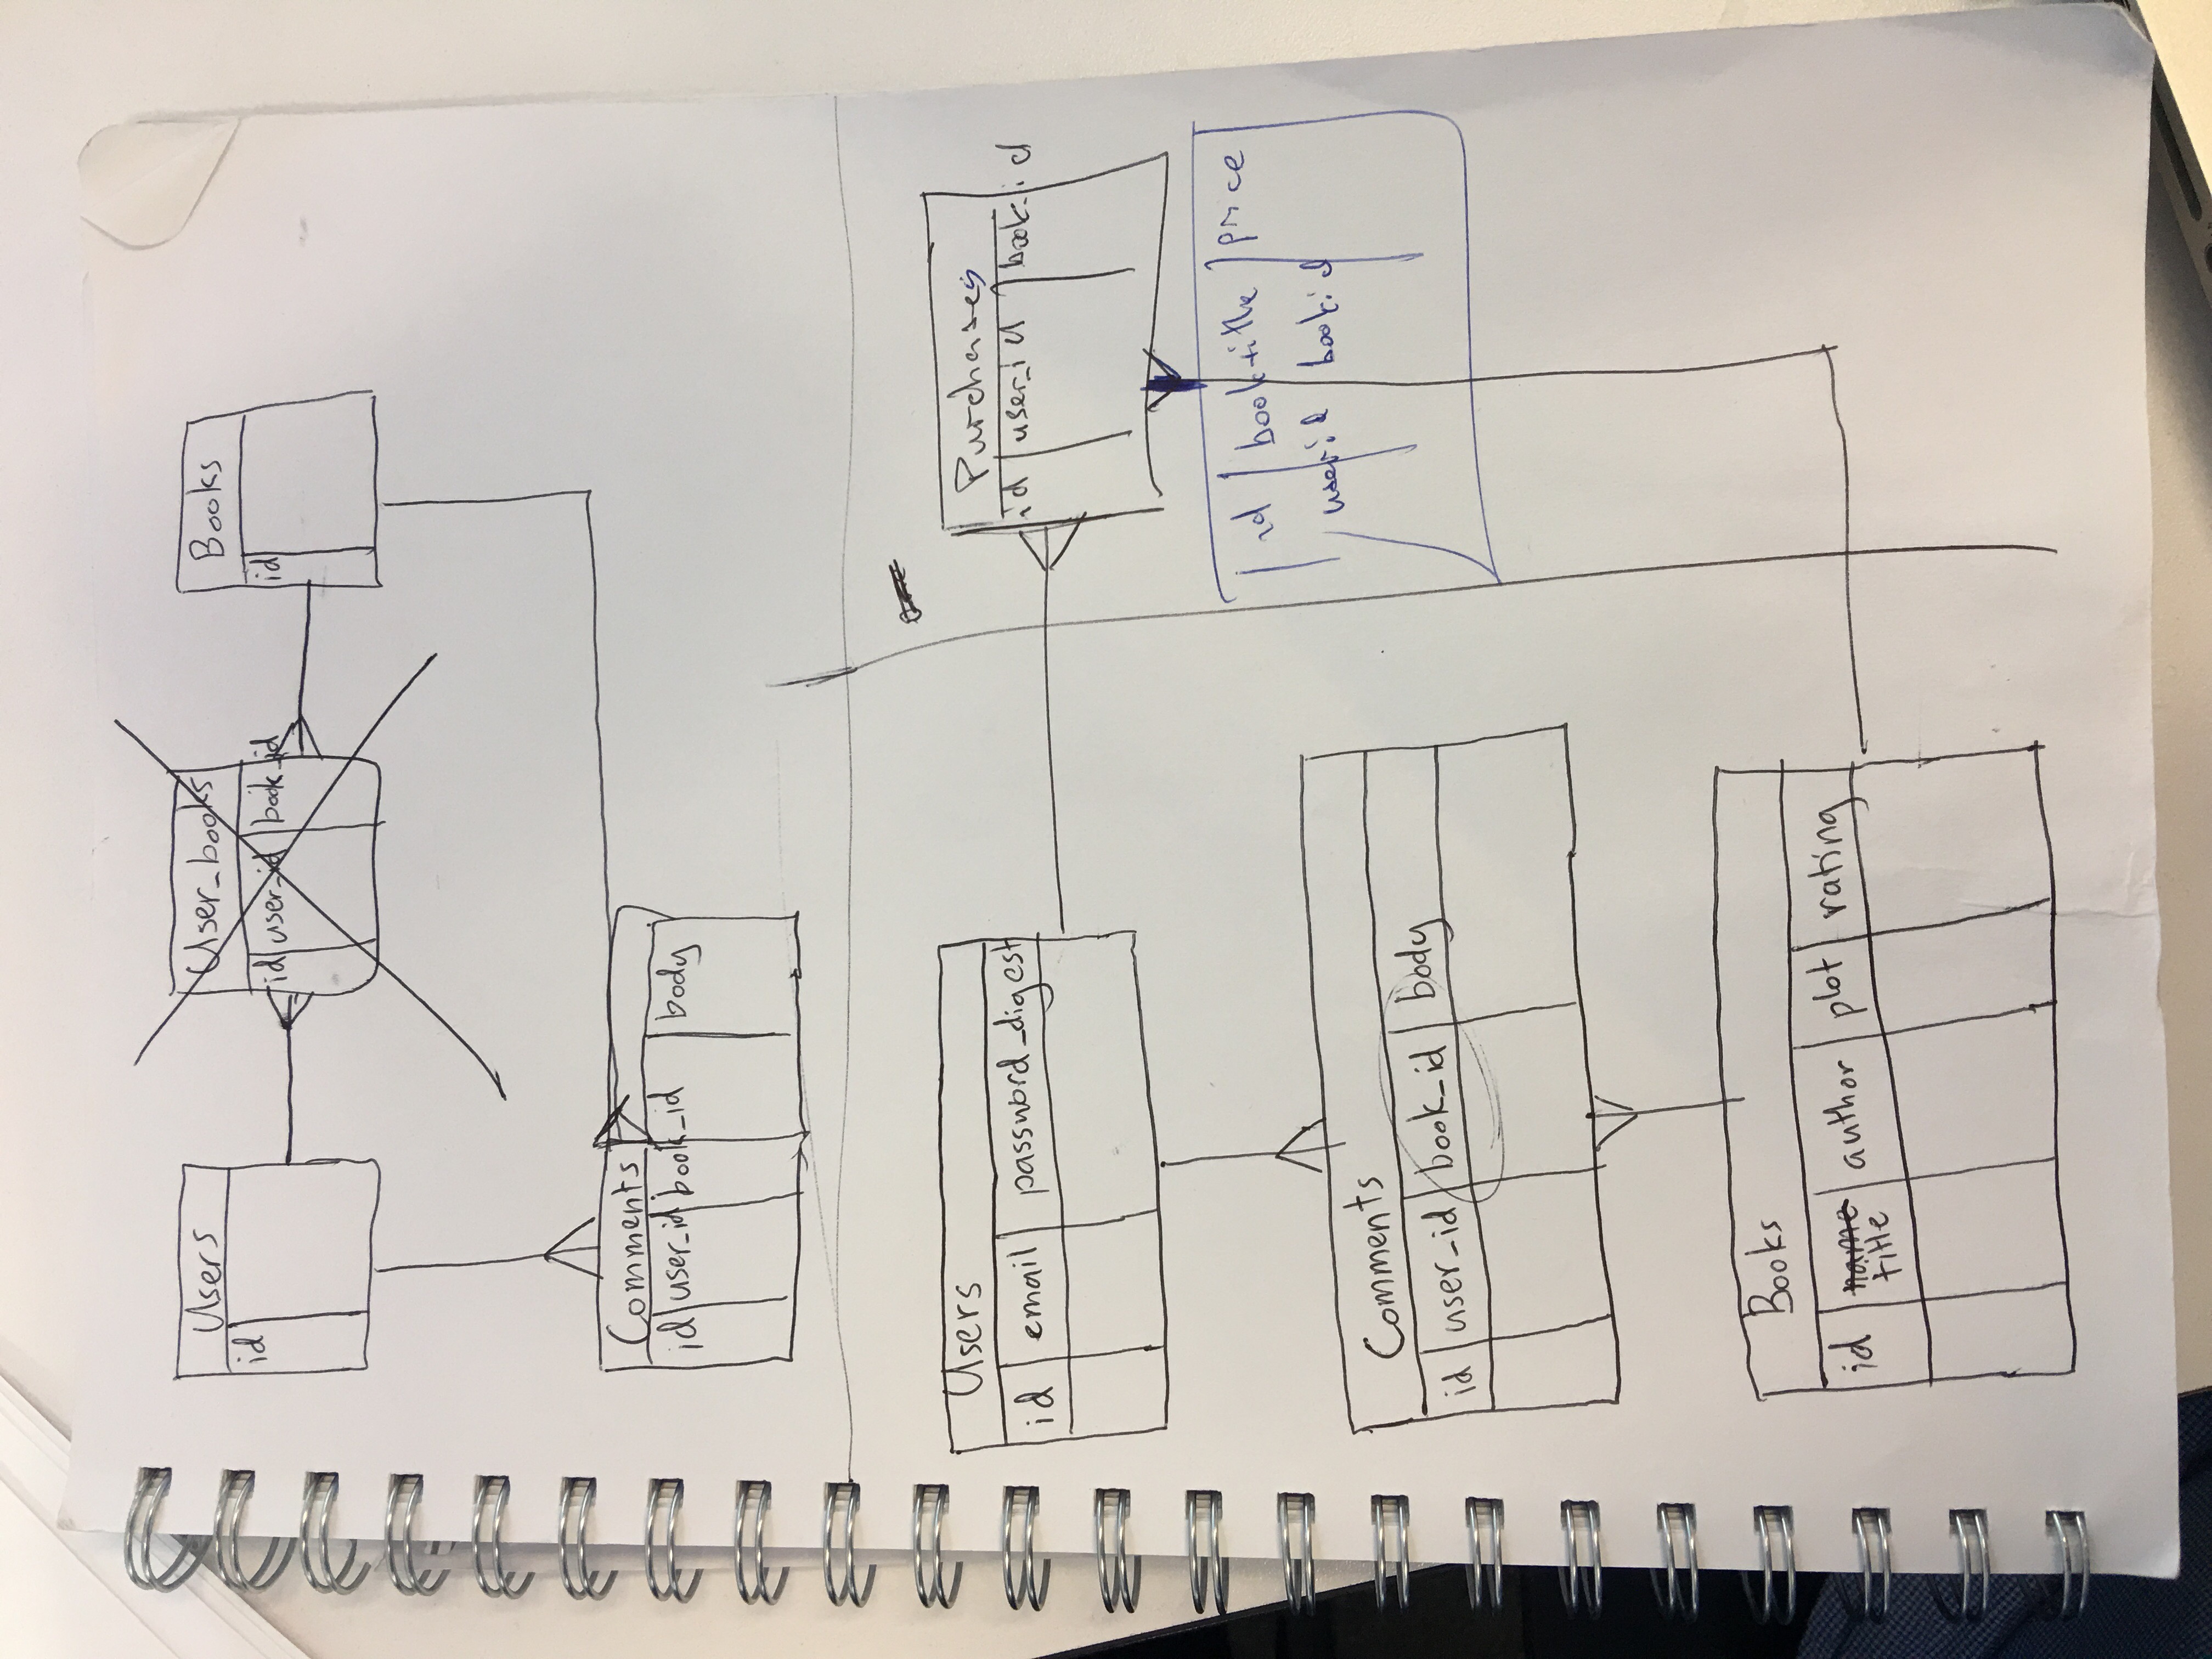 Users
User_books
Books
id
id user_id book_id
id
Comments
id user_id book_id body
Users
id email password_digest
Purchases
id user_id book_id
id book title price
user id book id
Comments
id user_id book_id body
Books
id name author plot rating
title